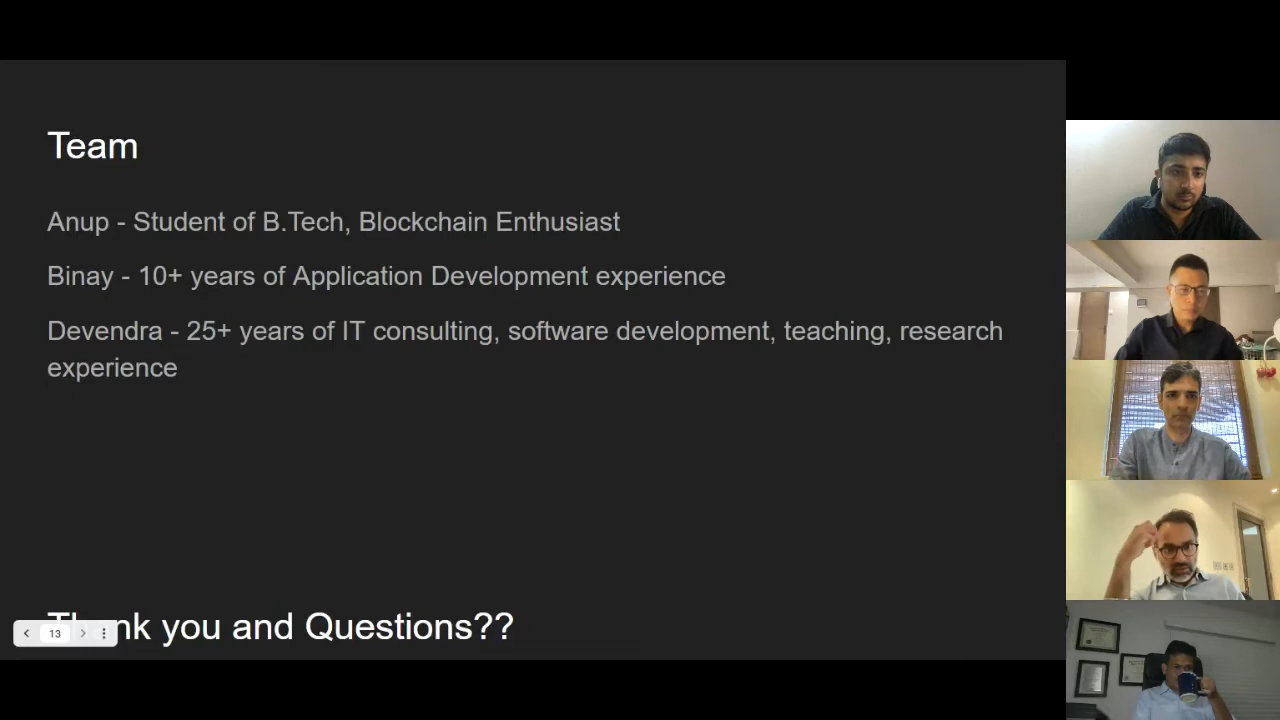 Team
Anup - Student of B.Tech, Blockchain Enthusiast
Binay - 10+ years of Application Development experience
Devendra - 25+ years of IT consulting, software development, teaching, research
experience
Thank you and Questions??
13